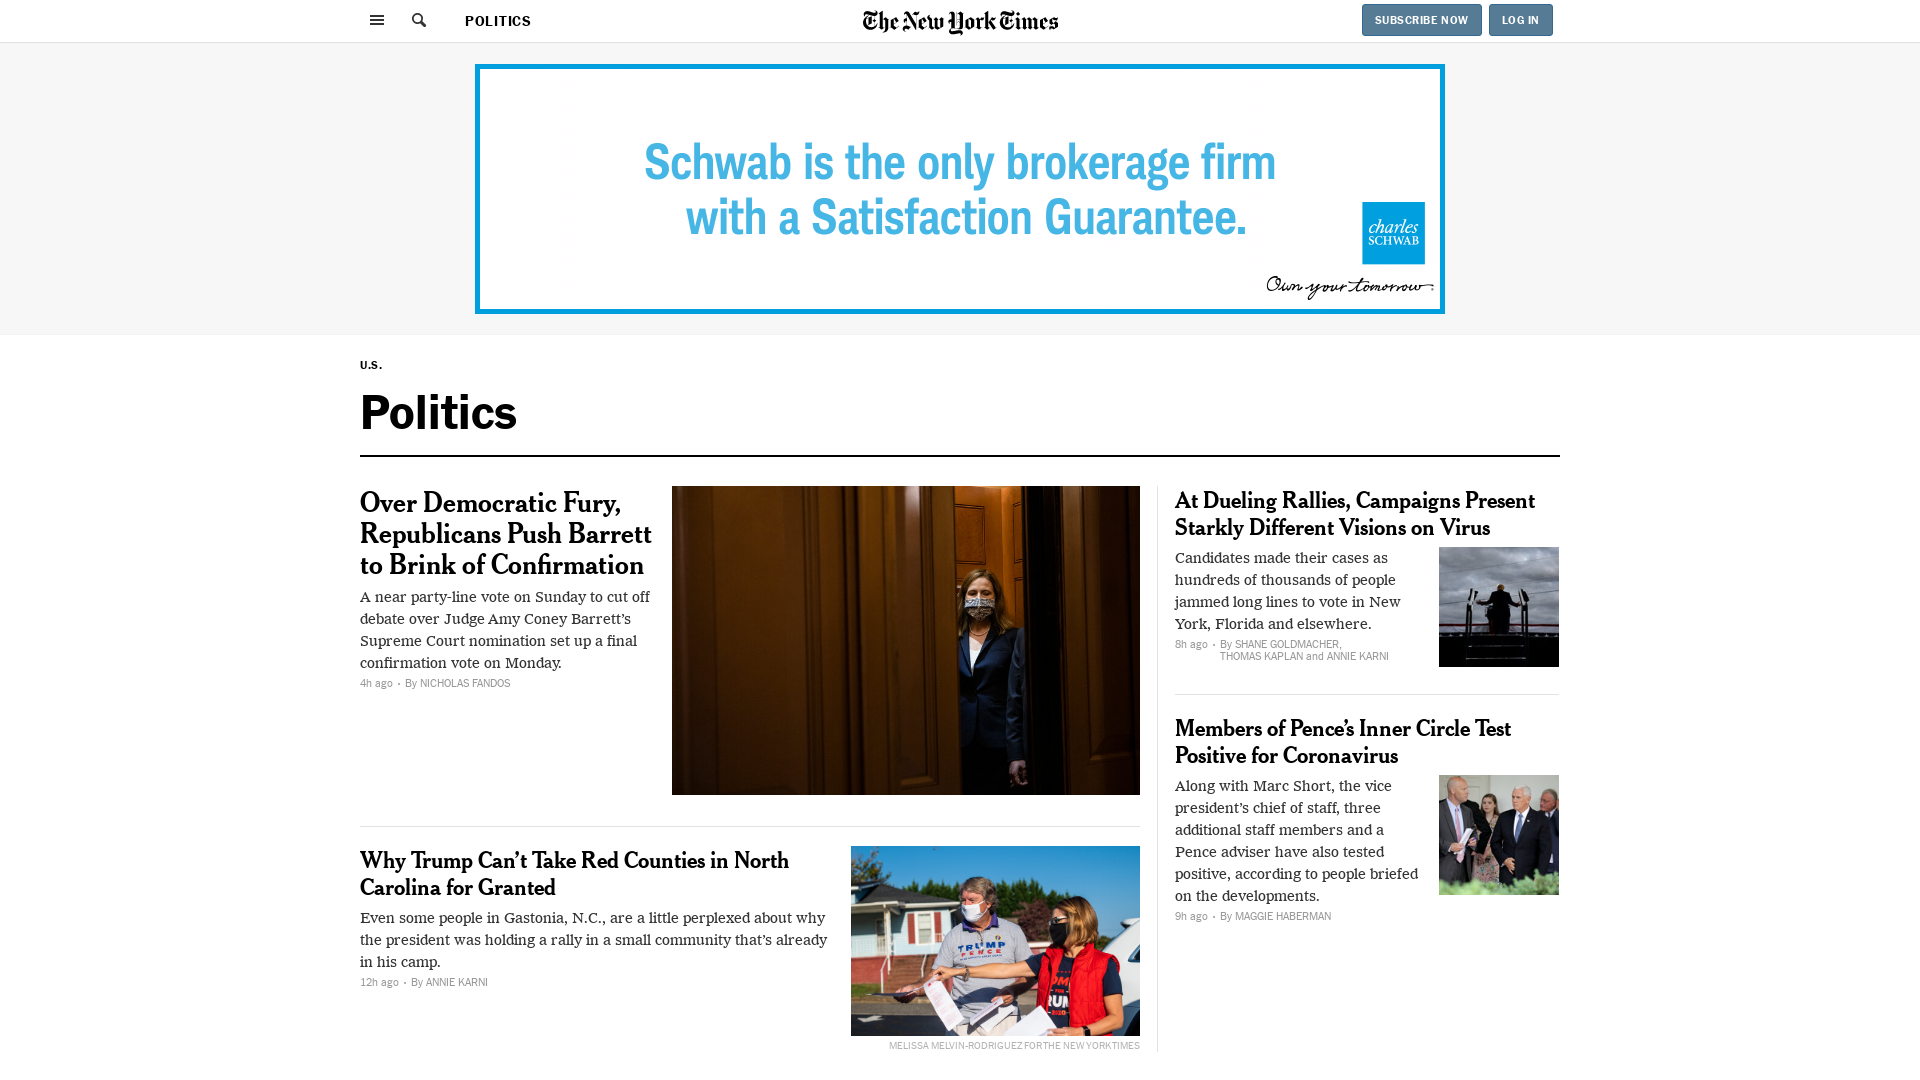 POLITICS
The New York Times
SUBSCRIBE NOW
LOG IN
Schwab is the only brokerage firm
with a Satisfaction Guarantee.
charles
SCHWAB
Own your tomorrow.
U.S.
Politics
Over Democratic Fury,
Republicans Push Barrett
to Brink of Confirmation
A near party-line vote on Sunday to cut off
debate over Judge Amy Coney Barrett’s
Supreme Court nomination set up a final
confirmation vote on Monday.
4h ago · By NICHOLAS FANDOS
Why Trump Can’t Take Red Counties in North
Carolina for Granted
Even some people in Gastonia, N.C., are a little perplexed about why
the president was holding a rally in a small community that’s already
in his camp.
12h ago · By ANNIE KARNI
TRUMP
PENCE
MELISSA MELVIN-RODRIGUEZ FOR THE NEW YORK TIMES
At Dueling Rallies, Campaigns Present
Starkly Different Visions on Virus
Candidates made their cases as
hundreds of thousands of people
jammed long lines to vote in New
York, Florida and elsewhere.
8h ago · By SHANE GOLDMACHER,
THOMAS KAPLAN and ANNIE KARNI
Members of Pence’s Inner Circle Test
Positive for Coronavirus
Along with Marc Short, the vice
president’s chief of staff, three
additional staff members and a
Pence adviser have also tested
positive, according to people briefed
on the developments.
9h ago · By MAGGIE HABERMAN